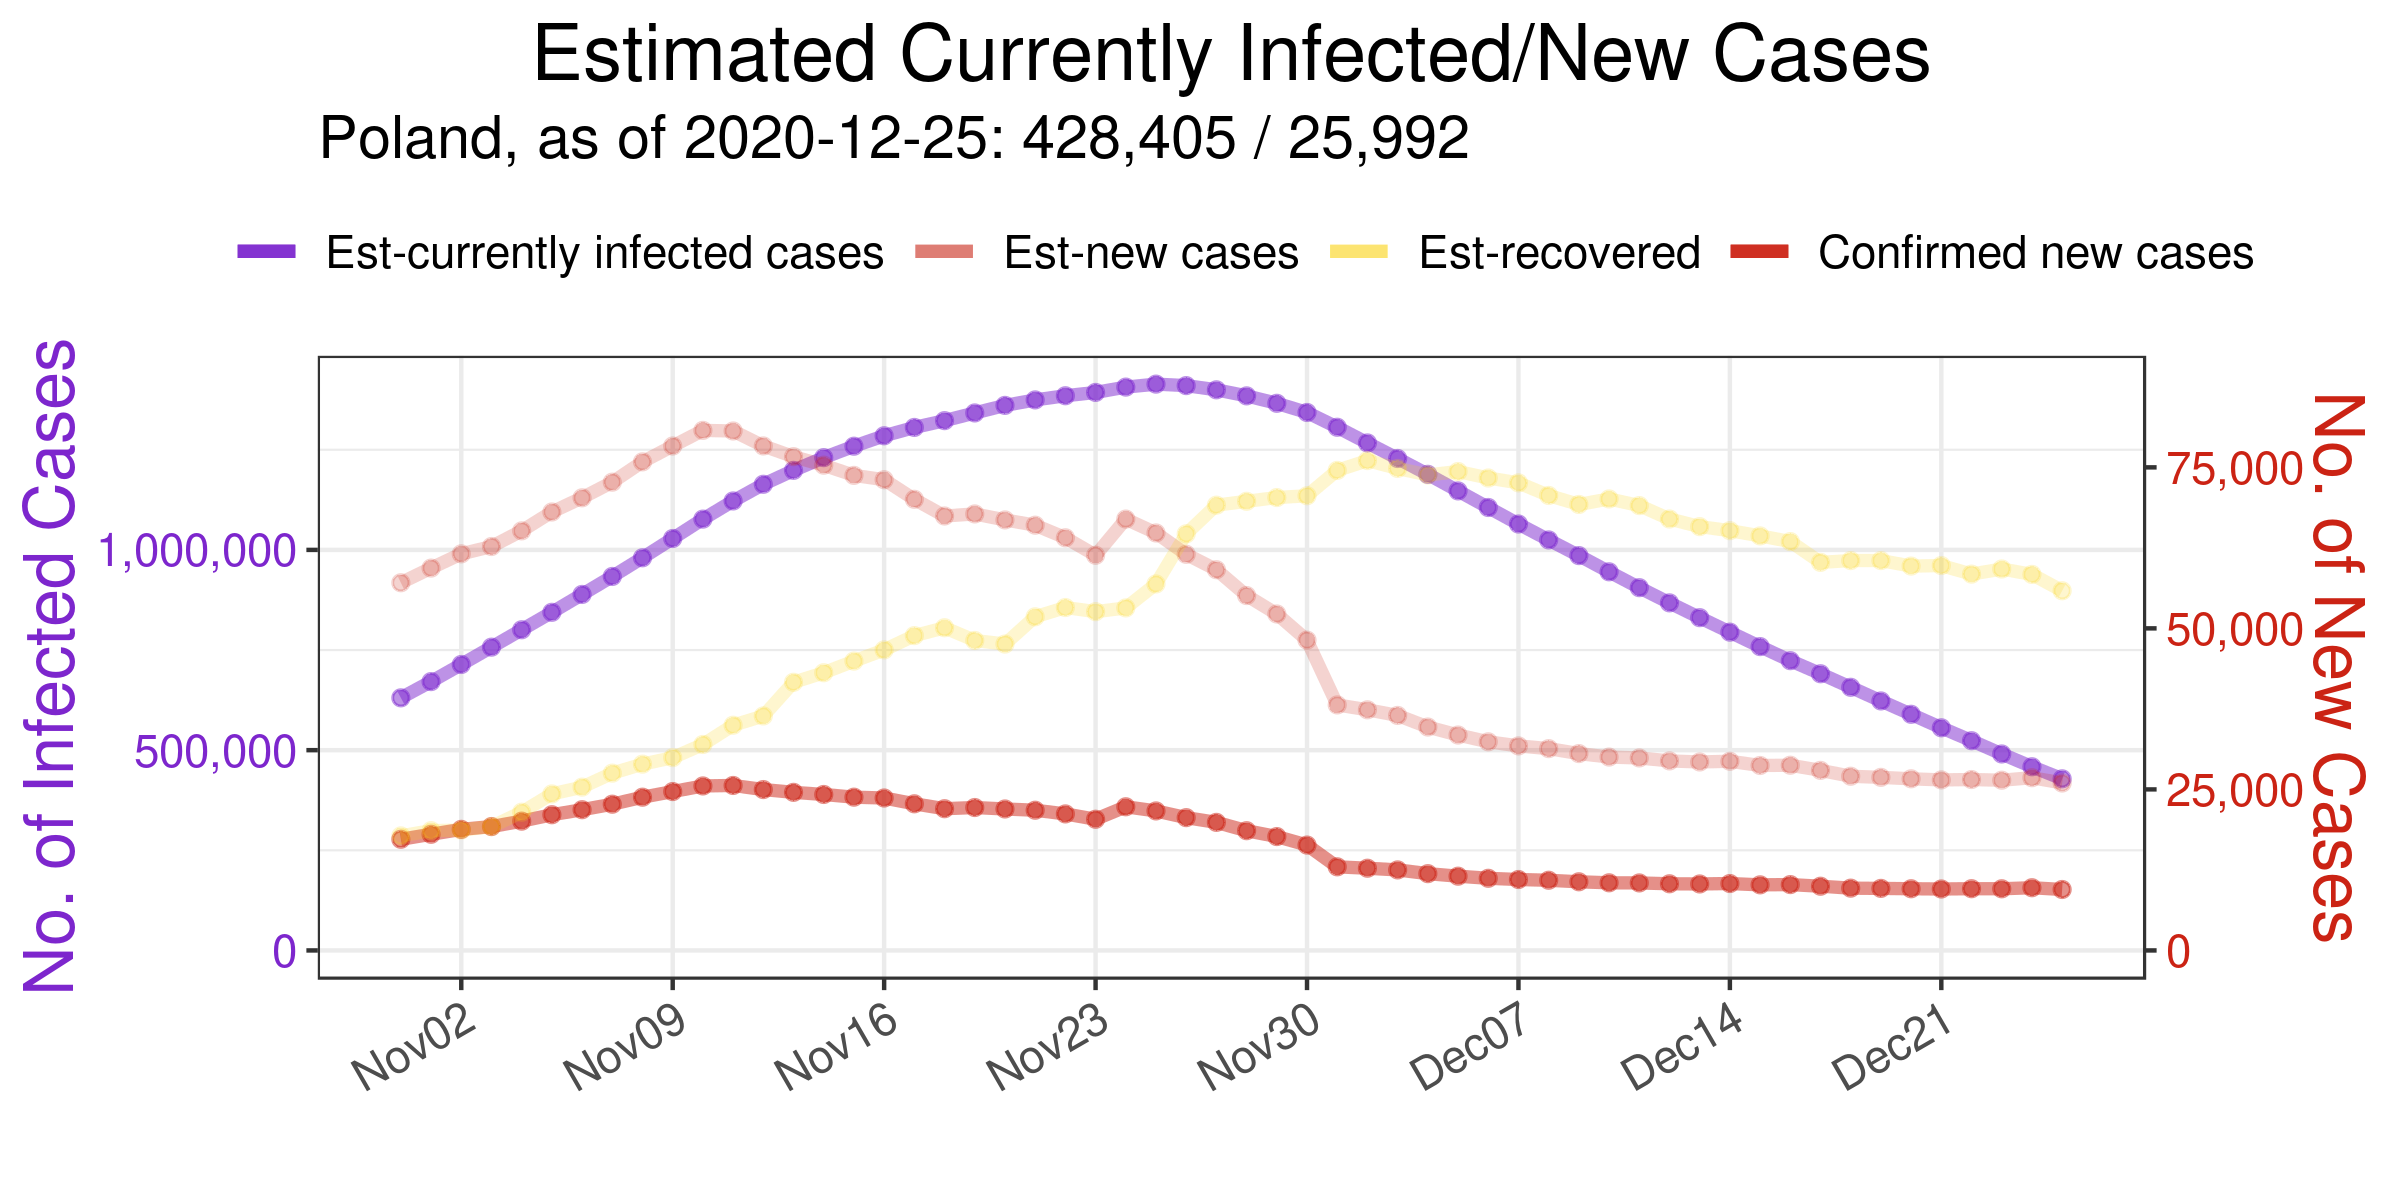 Estimated Currently Infected/New Cases
Poland, as of 2020-12-25: 428,405 / 25,992
Est-currently infected cases Est-new cases Est-recovered Confirmed new cases
No. of Infected Cases
1,000,000
500,000
0
75,000
50,000
25,000
0
No. of New Cases
Nov02 Nov09 Nov16 Nov23 Nov30 Dec07 Dec14 Dec21